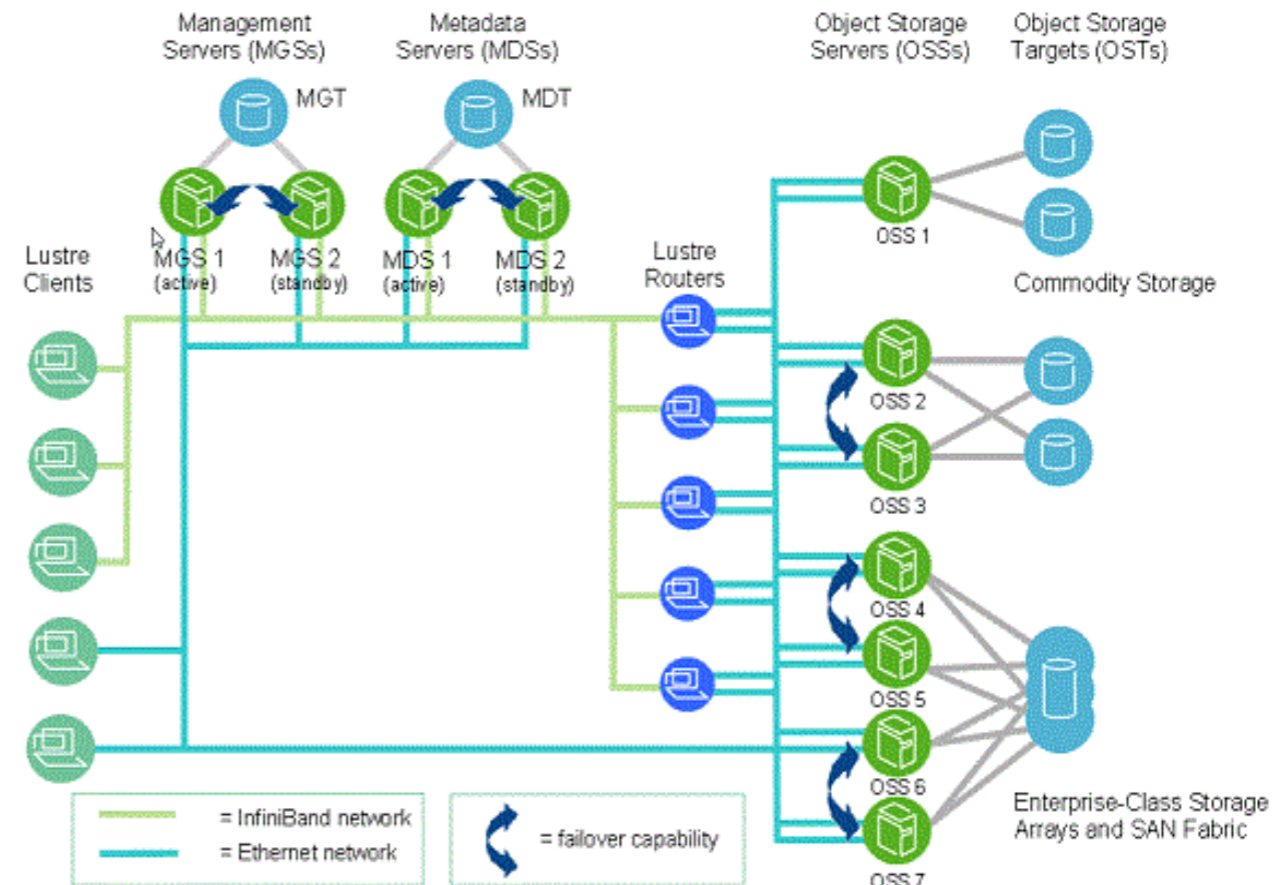 Management
Servers (MGSs)
Metadata
Servers (MDSs)
Object Storage
Servers (OSSs)
Object Storage
Targets (OSTs)
MGT
MDT
MGS 1
(active)
MGS 2
(standby)
MDS 1
(active)
MDS 2
(standby)
Lustre
Clients
Lustre
Routers
OSS 1
Commodity Storage
OSS 2
OSS 3
OSS 4
OSS 5
OSS 6
OSS 7
Enterprise-Class Storage
Arrays and SAN Fabric
= InfiniBand network
= Ethernet network
= failover capability